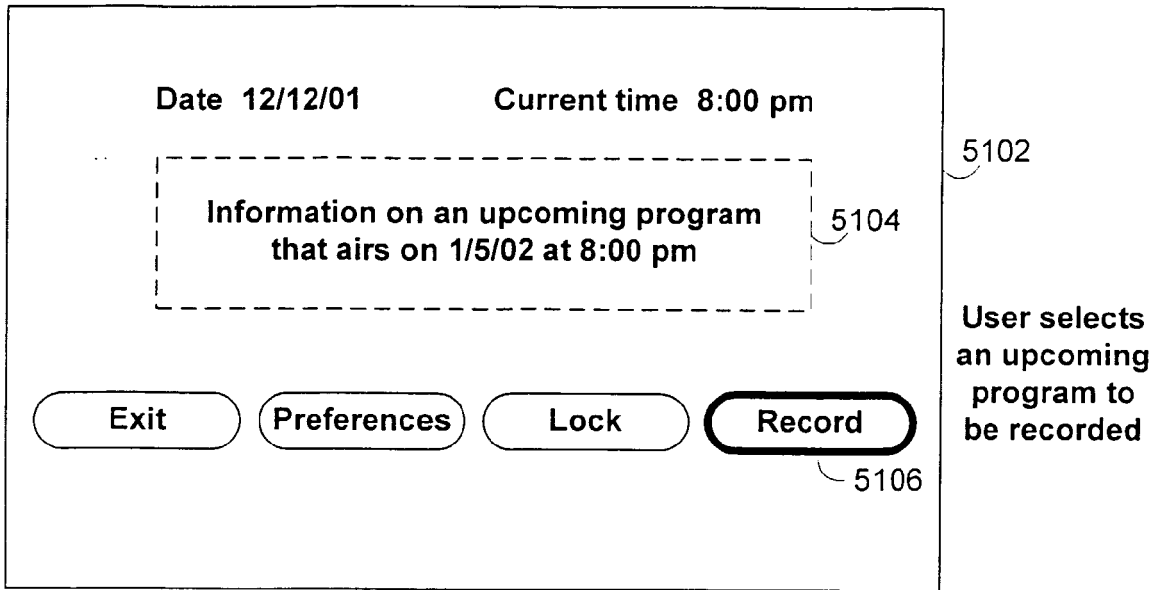 Date 12/12/01 Current time 8:00 pm
5102
Information on an upcoming program
that airs on 1/5/02 at 8:00 pm
5104
User selects
an upcoming
program to
be recorded
Exit Preferences Lock Record
5106